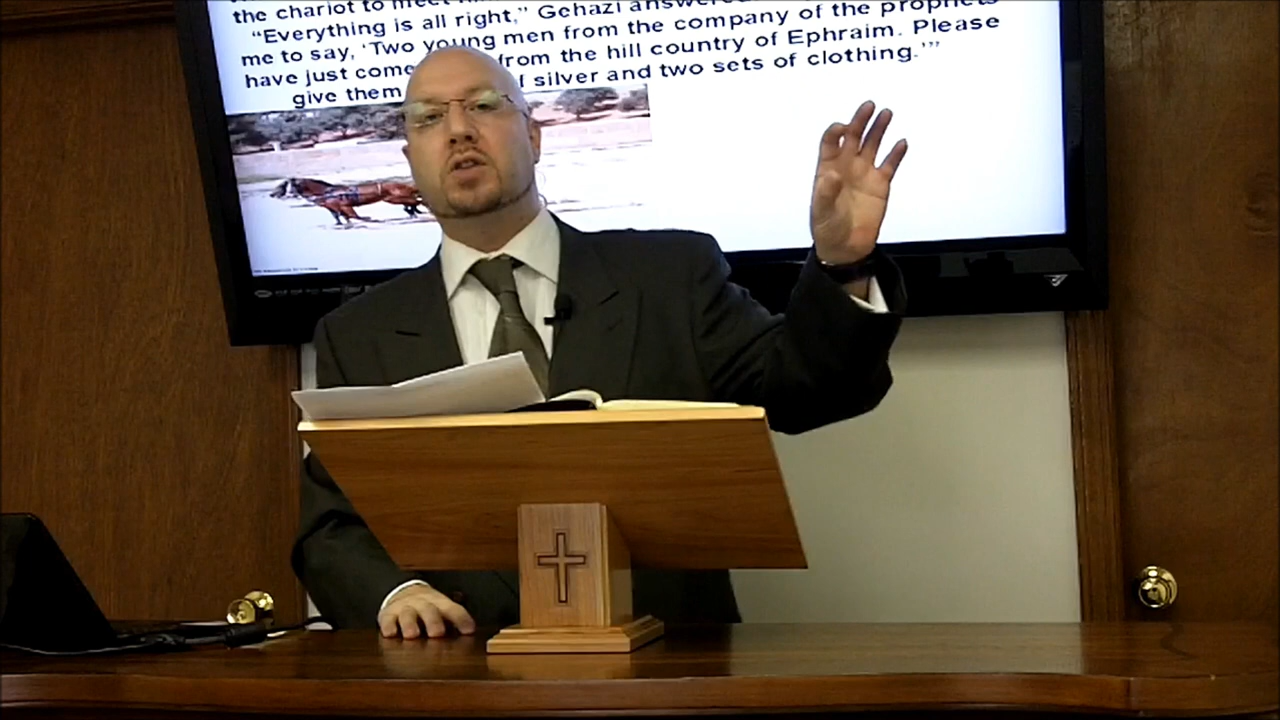 the chariot to meet
"Everything is all right," Gehazi answered
me to say, 'Two young men from the company of the prophets
have just come from the hill country of Ephraim. Please
give them of silver and two sets of clothing.'"